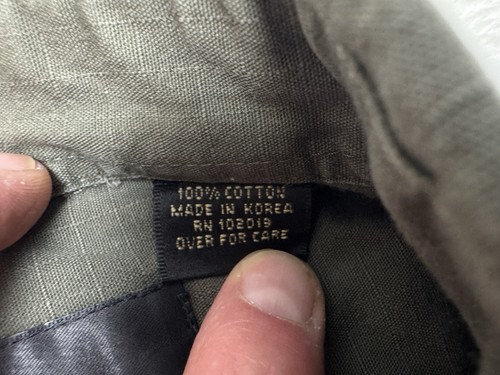 100% COTTON
MADE IN KOREA
RN 102019
OVER FOR CARE